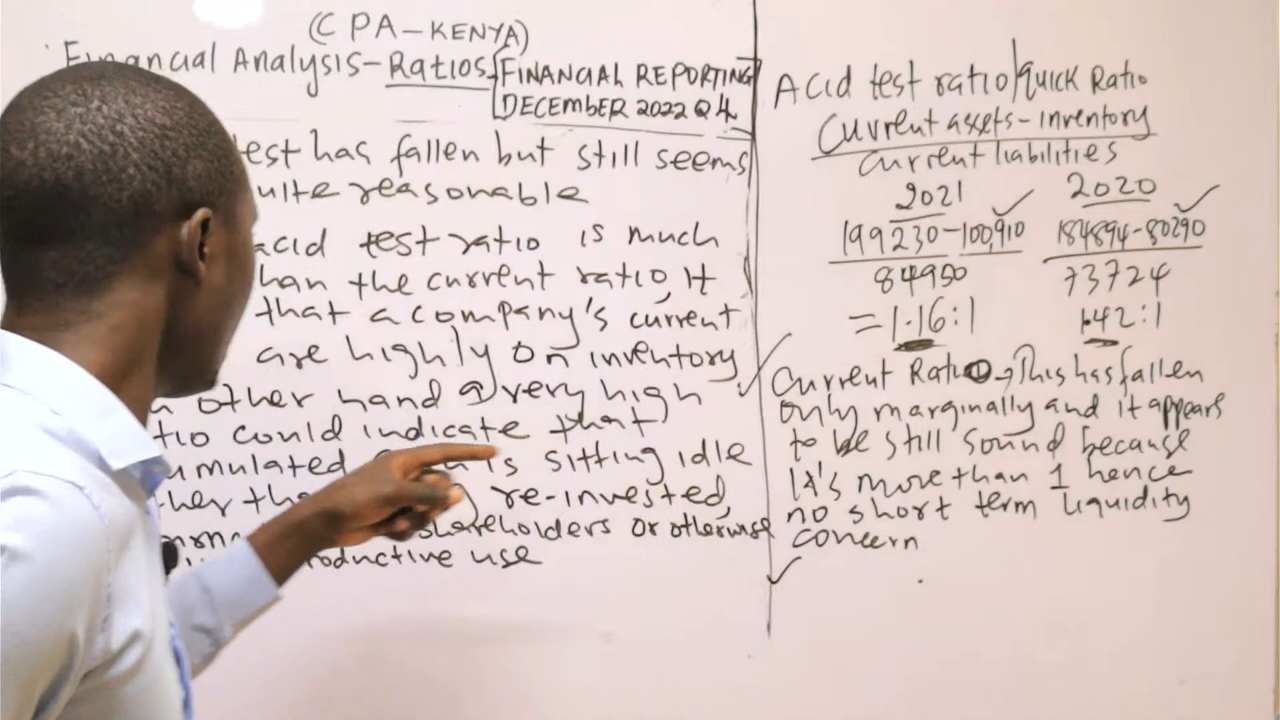 (CPA-KENYA)
Financial Analysis-Ratios
FINANCIAL REPORTING
DECEMBER 2022 Q4
est has fallen but still seems
uite reasonable
acid test ratio is much
han the current ratio, It
that a company's current
are highly on inventory
other hand a very high
tio could indicate that
umulated is sitting idle
ther tha re-invested,
shareholders or otherwise
roductive use
Acid test ratio/QUICK RATIO
Current assets-inventory
Current liabilities
2021 2020
199230-100,910 184894-80290
84950 73724
=1.16:1 1.42:1
Current Ratio→This has fallen
only marginally and it appears
to be still sound because
It's more than 1 hence
no short term liquidity
concern